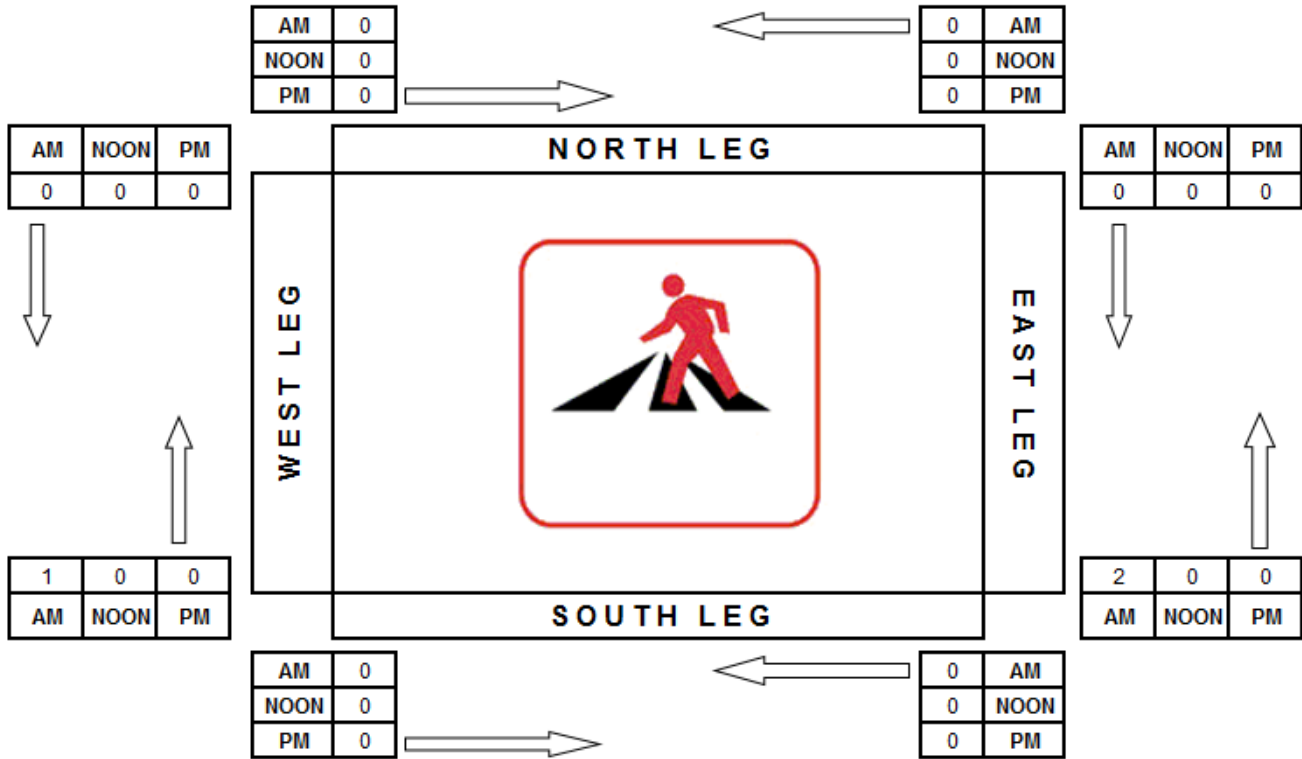 AM 0 0 AM
NOON 0 0 NOON
PM 0 0 PM
AM NOON PM
0 0 0
NORTH LEG
AM NOON PM
0 0 0
WEST LEG
EAST LEG
1 0 0
AM NOON PM
SOUTH LEG
2 0 0
AM NOON PM
AM 0 0 AM
NOON 0 0 NOON
PM 0 0 PM